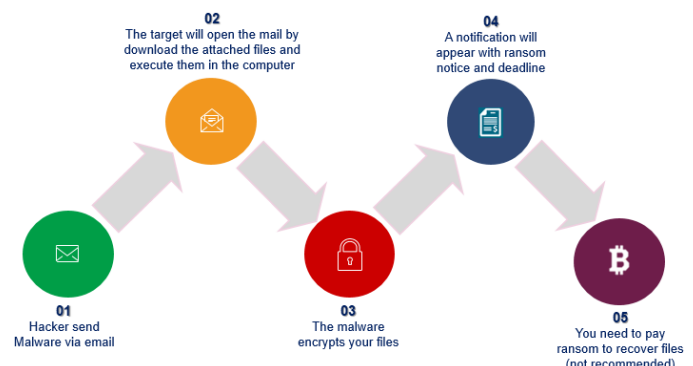 01
Hacker send
Malware via email
02
The target will open the mail by
download the attached files and
execute them in the computer
03
The malware
encrypts your files
04
A notification will
appear with ransom
notice and deadline
05
You need to pay
ransom to recover files
(not recommended)